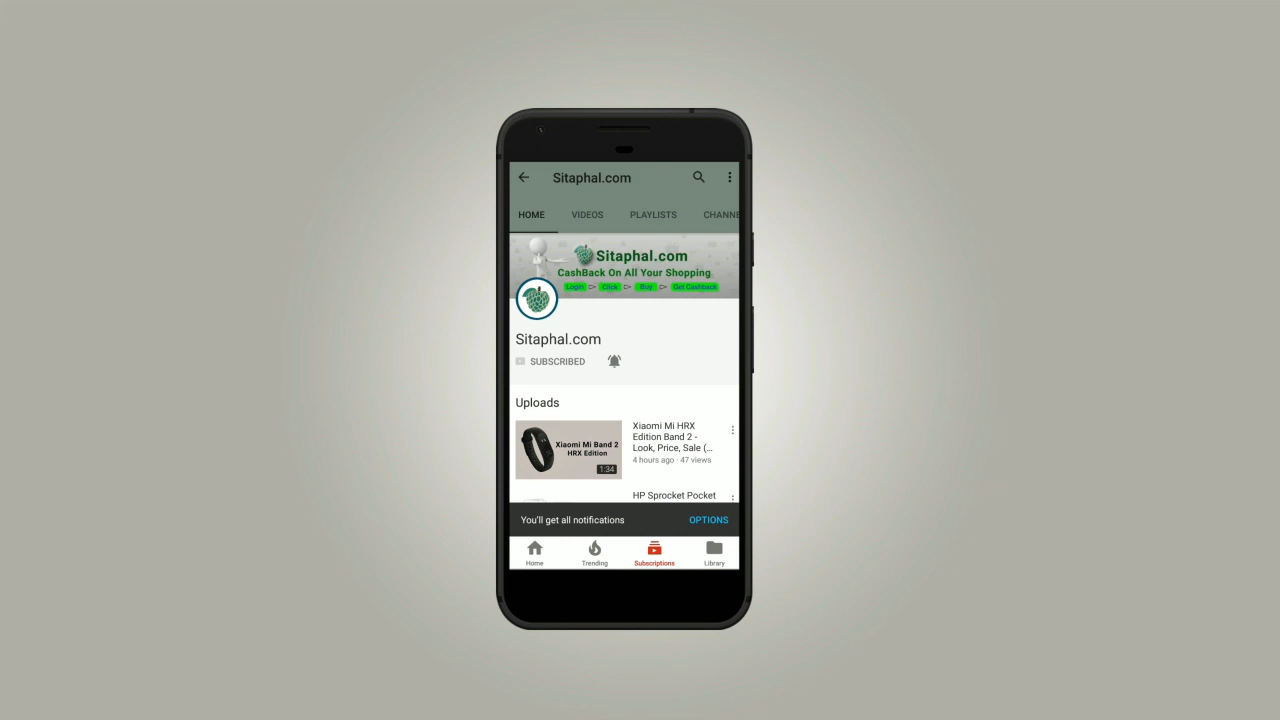 Sitaphal.com
HOME VIDEOS PLAYLISTS CHANNE
Sitaphal.com
CashBack On All Your Shopping
Login Click Buy Get Cashback
Sitaphal.com
SUBSCRIBED
Uploads
Xiaomi Mi Band 2
HRX Edition
1:34
Xiaomi Mi HRX
Edition Band 2 -
Look, Price, Sale (...
4 hours ago · 47 views
HP Sprocket Pocket
You'll get all notifications OPTIONS
Home Trending Subscriptions Library